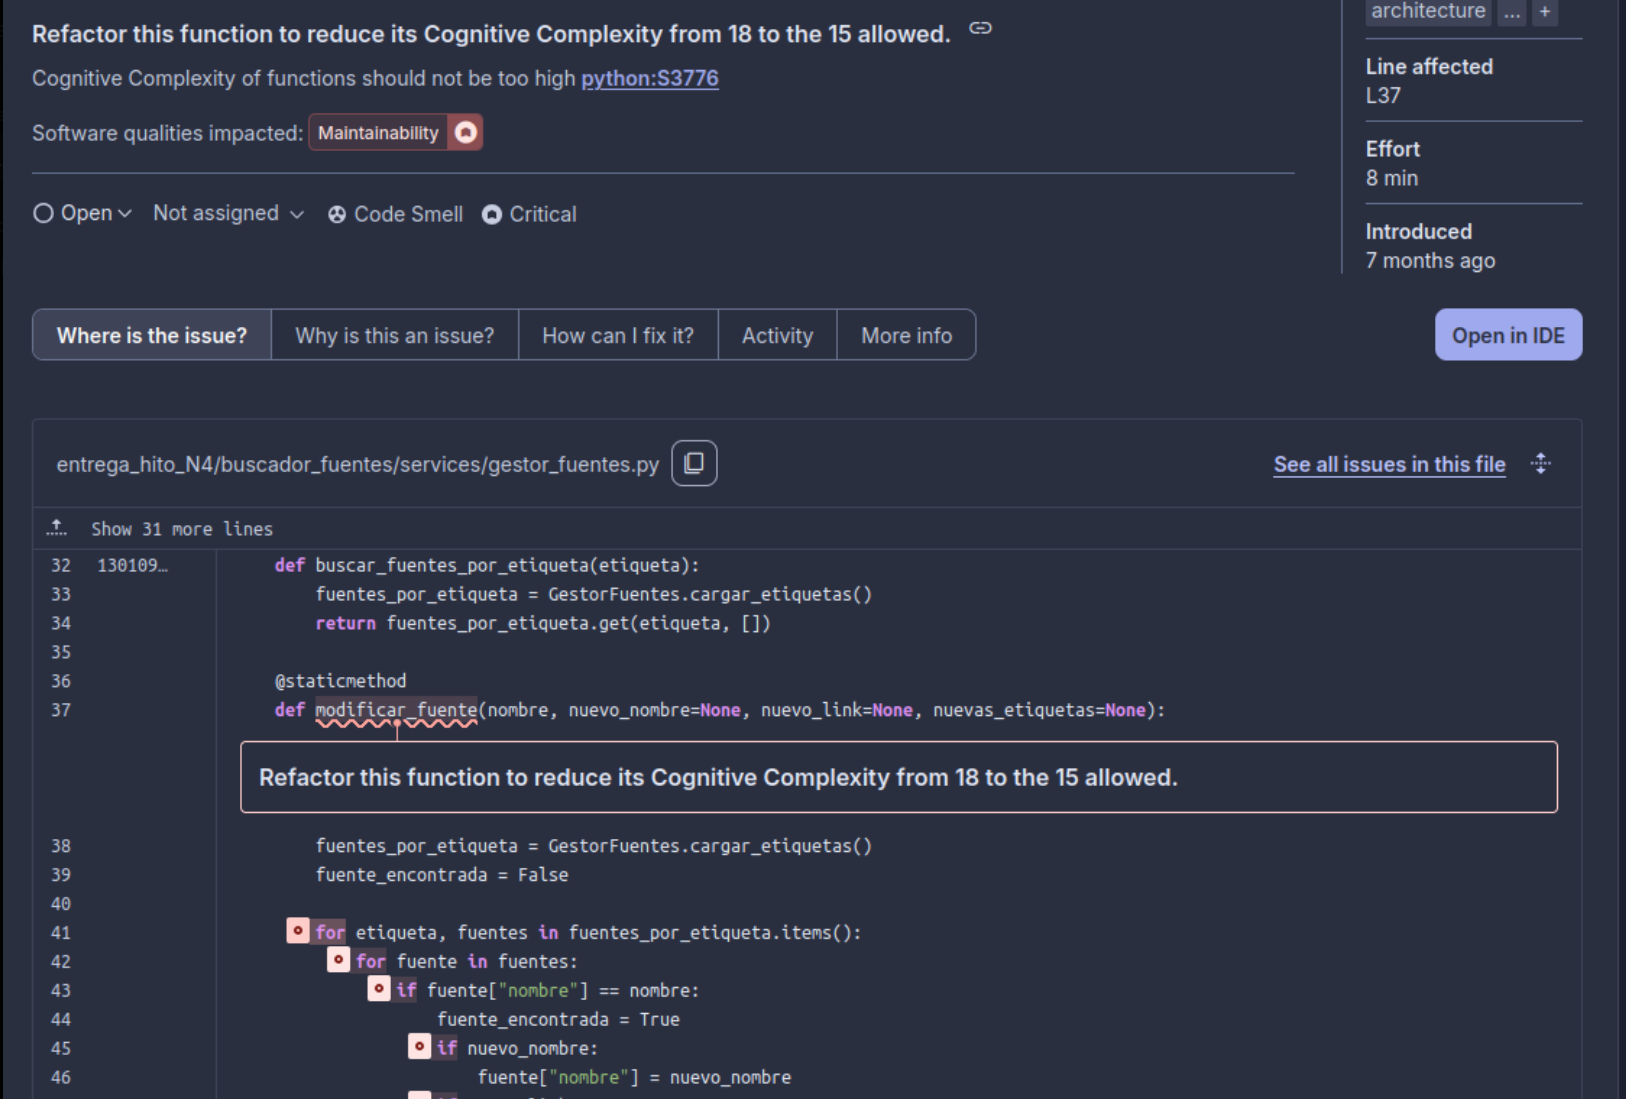 architecture ... +
Refactor this function to reduce its Cognitive Complexity from 18 to the 15 allowed.
Cognitive Complexity of functions should not be too high python:S3776
Software qualities impacted: Maintainability
Open Not assigned Code Smell Critical
Line affected
L37
Effort
8 min
Introduced
7 months ago
Where is the issue? Why is this an issue? How can I fix it? Activity More info
Open in IDE
entrega_hito_N4/buscador_fuentes/services/gestor_fuentes.py
See all issues in this file
Show 31 more lines
32 130109… def buscar_fuentes_por_etiqueta(etiqueta):
33 fuentes_por_etiqueta = GestorFuentes.cargar_etiquetas()
34 return fuentes_por_etiqueta.get(etiqueta, [])
35
36 @staticmethod
37 def modificar_fuente(nombre, nuevo_nombre=None, nuevo_link=None, nuevas_etiquetas=None):
Refactor this function to reduce its Cognitive Complexity from 18 to the 15 allowed.
38 fuentes_por_etiqueta = GestorFuentes.cargar_etiquetas()
39 fuente_encontrada = False
40
41 for etiqueta, fuentes in fuentes_por_etiqueta.items():
42 for fuente in fuentes:
43 if fuente["nombre"] == nombre:
44 fuente_encontrada = True
45 if nuevo_nombre:
46 fuente["nombre"] = nuevo_nombre